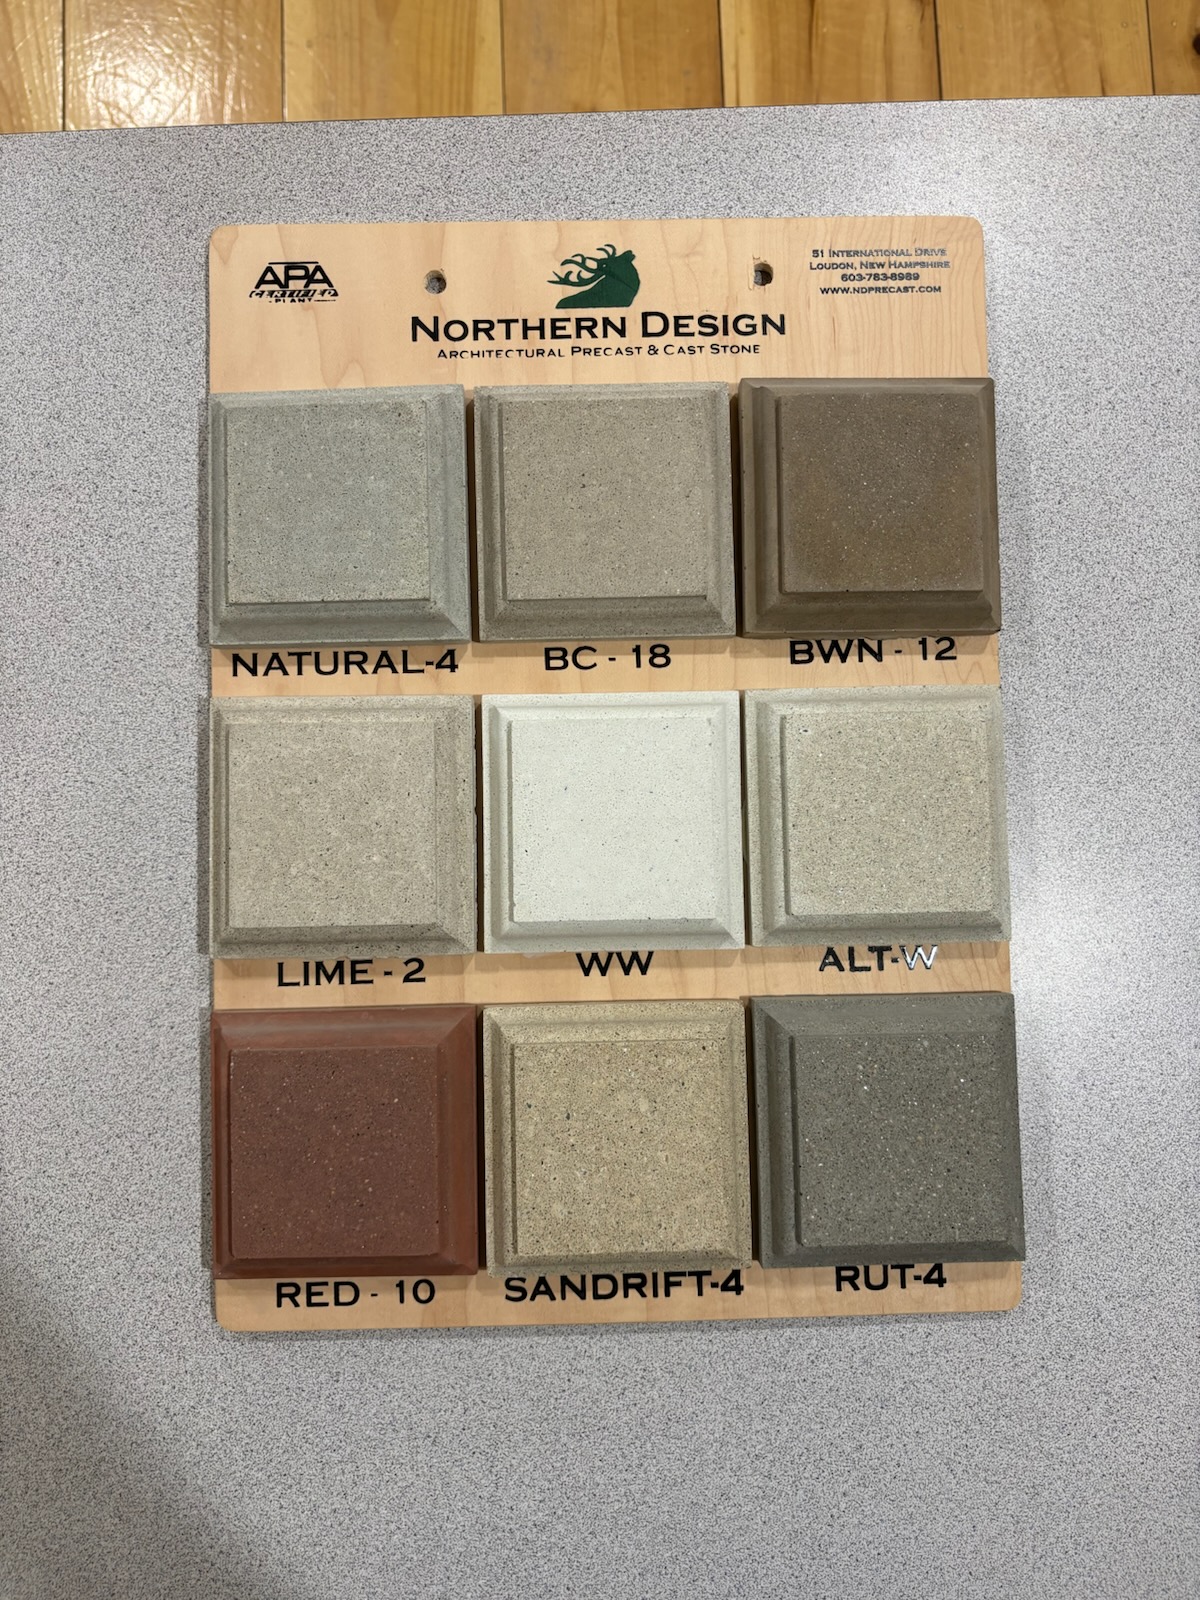 APA
CERTIFIED
- PLANT -
51 INTERNATIONAL DRIVE
LOUDON, NEW HAMPSHIRE
603-783-8989
WWW.NDPRECAST.COM
NORTHERN DESIGN
ARCHITECTURAL PRECAST & CAST STONE
NATURAL-4
BC - 18
BWN - 12
LIME - 2
WW
ALT-W
RED - 10
SANDRIFT-4
RUT-4